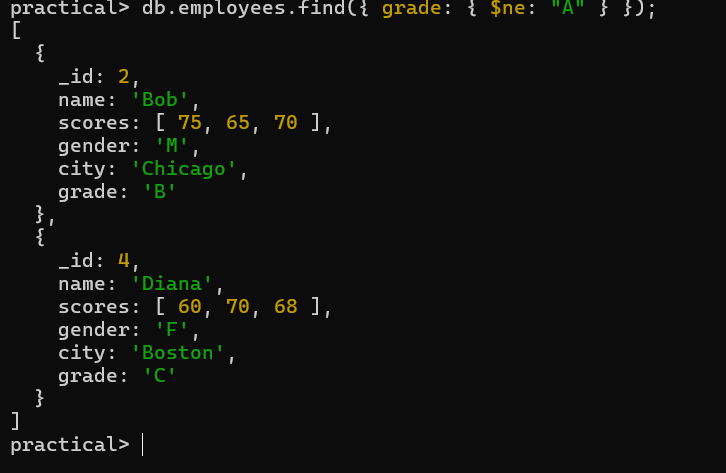 practical> db.employees.find({ grade: { $ne: "A" } });
[
  {
    _id: 2,
    name: 'Bob',
    scores: [ 75, 65, 70 ],
    gender: 'M',
    city: 'Chicago',
    grade: 'B'
  },
  {
    _id: 4,
    name: 'Diana',
    scores: [ 60, 70, 68 ],
    gender: 'F',
    city: 'Boston',
    grade: 'C'
  }
]
practical>